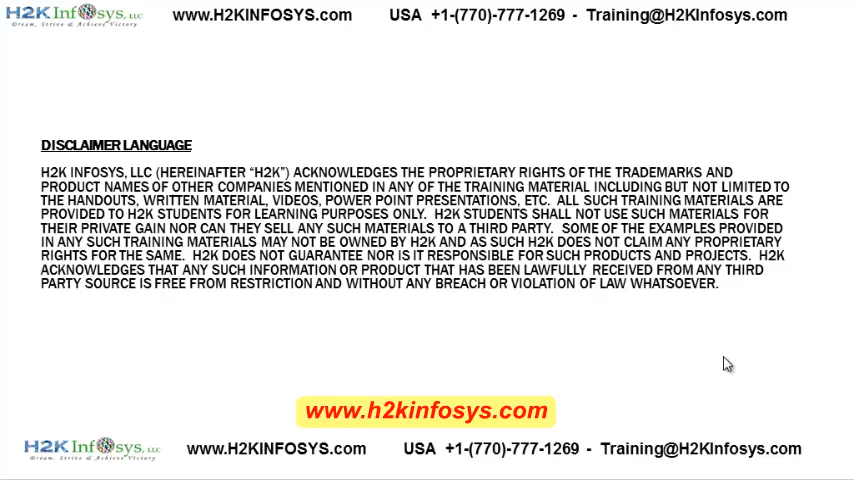 H2K Infosys, LLC
Dream, Strive & Achieve Victory
www.H2KINFOSYS.com USA +1-(770)-777-1269 - Training@H2KInfosys.com
DISCLAIMER LANGUAGE
H2K INFOSYS, LLC (HEREINAFTER “H2K”) ACKNOWLEDGES THE PROPRIETARY RIGHTS OF THE TRADEMARKS AND
PRODUCT NAMES OF OTHER COMPANIES MENTIONED IN ANY OF THE TRAINING MATERIAL INCLUDING BUT NOT LIMITED TO
THE HANDOUTS, WRITTEN MATERIAL, VIDEOS, POWER POINT PRESENTATIONS, ETC. ALL SUCH TRAINING MATERIALS ARE
PROVIDED TO H2K STUDENTS FOR LEARNING PURPOSES ONLY. H2K STUDENTS SHALL NOT USE SUCH MATERIALS FOR
THEIR PRIVATE GAIN NOR CAN THEY SELL ANY SUCH MATERIALS TO A THIRD PARTY. SOME OF THE EXAMPLES PROVIDED
IN ANY SUCH TRAINING MATERIALS MAY NOT BE OWNED BY H2K AND AS SUCH H2K DOES NOT CLAIM ANY PROPRIETARY
RIGHTS FOR THE SAME. H2K DOES NOT GUARANTEE NOR IS IT RESPONSIBLE FOR SUCH PRODUCTS AND PROJECTS. H2K
ACKNOWLEDGES THAT ANY SUCH INFORMATION OR PRODUCT THAT HAS BEEN LAWFULLY RECEIVED FROM ANY THIRD
PARTY SOURCE IS FREE FROM RESTRICTION AND WITHOUT ANY BREACH OR VIOLATION OF LAW WHATSOEVER.
www.h2kinfosys.com
H2K Infosys, LLC
Dream, Strive & Achieve Victory
www.H2KINFOSYS.com USA +1-(770)-777-1269 - Training@H2KInfosys.com